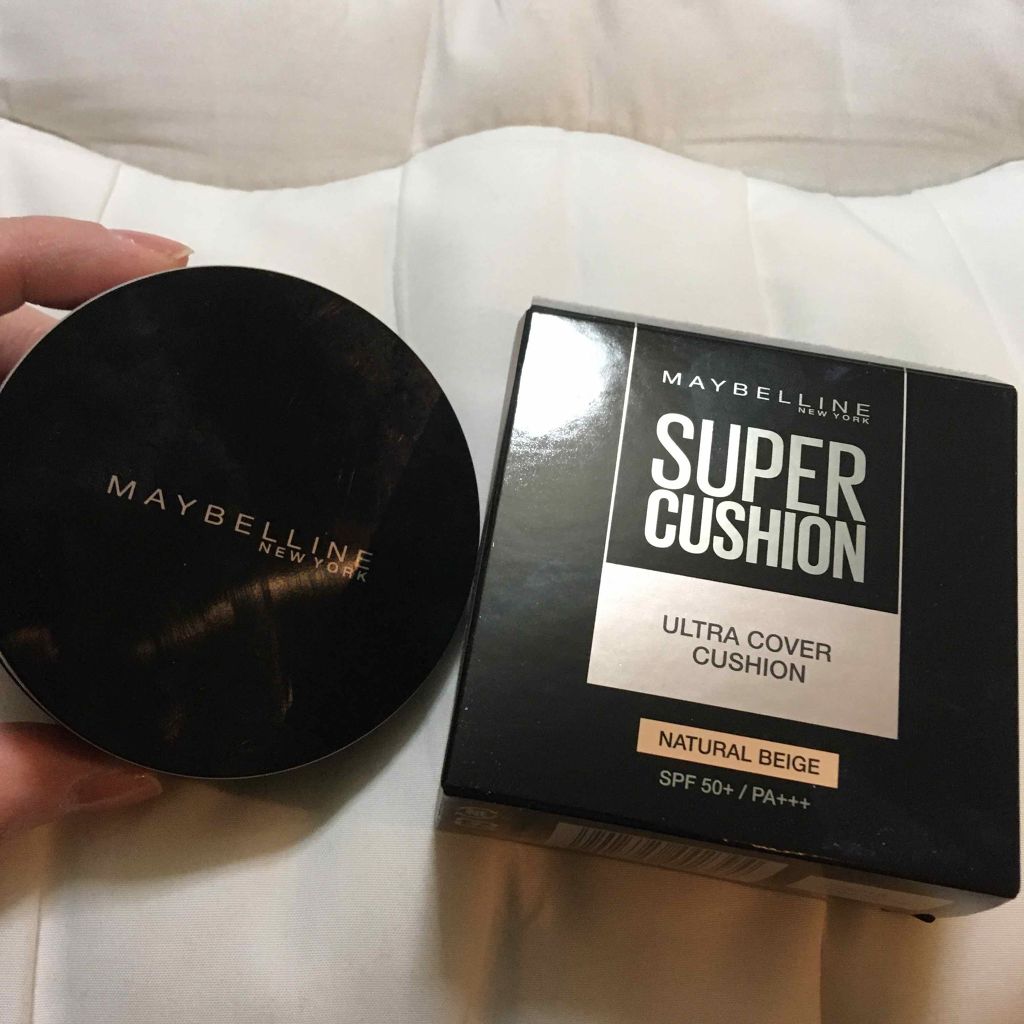 MAYBELLINE
NEW YORK
MAYBELLINE
NEW YORK
SUPER
CUSHION
ULTRA COVER
CUSHION
NATURAL BEIGE
SPF 50+ / PA+++